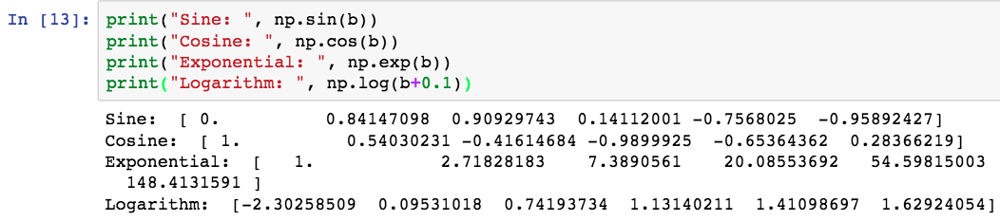 In [13]: print("Sine: ", np.sin(b))
print("Cosine: ", np.cos(b))
print("Exponential: ", np.exp(b))
print("Logarithm: ", np.log(b+0.1))
Sine:  [ 0.          0.84147098  0.90929743  0.14112001 -0.7568025  -0.95892427]
Cosine:  [ 1.          0.54030231 -0.41614684 -0.9899925  -0.65364362  0.28366219]
Exponential:  [   1.            2.71828183    7.3890561    20.08553692   54.59815003
  148.4131591 ]
Logarithm:  [-2.30258509  0.09531018  0.74193734  1.13140211  1.41098697  1.62924054]